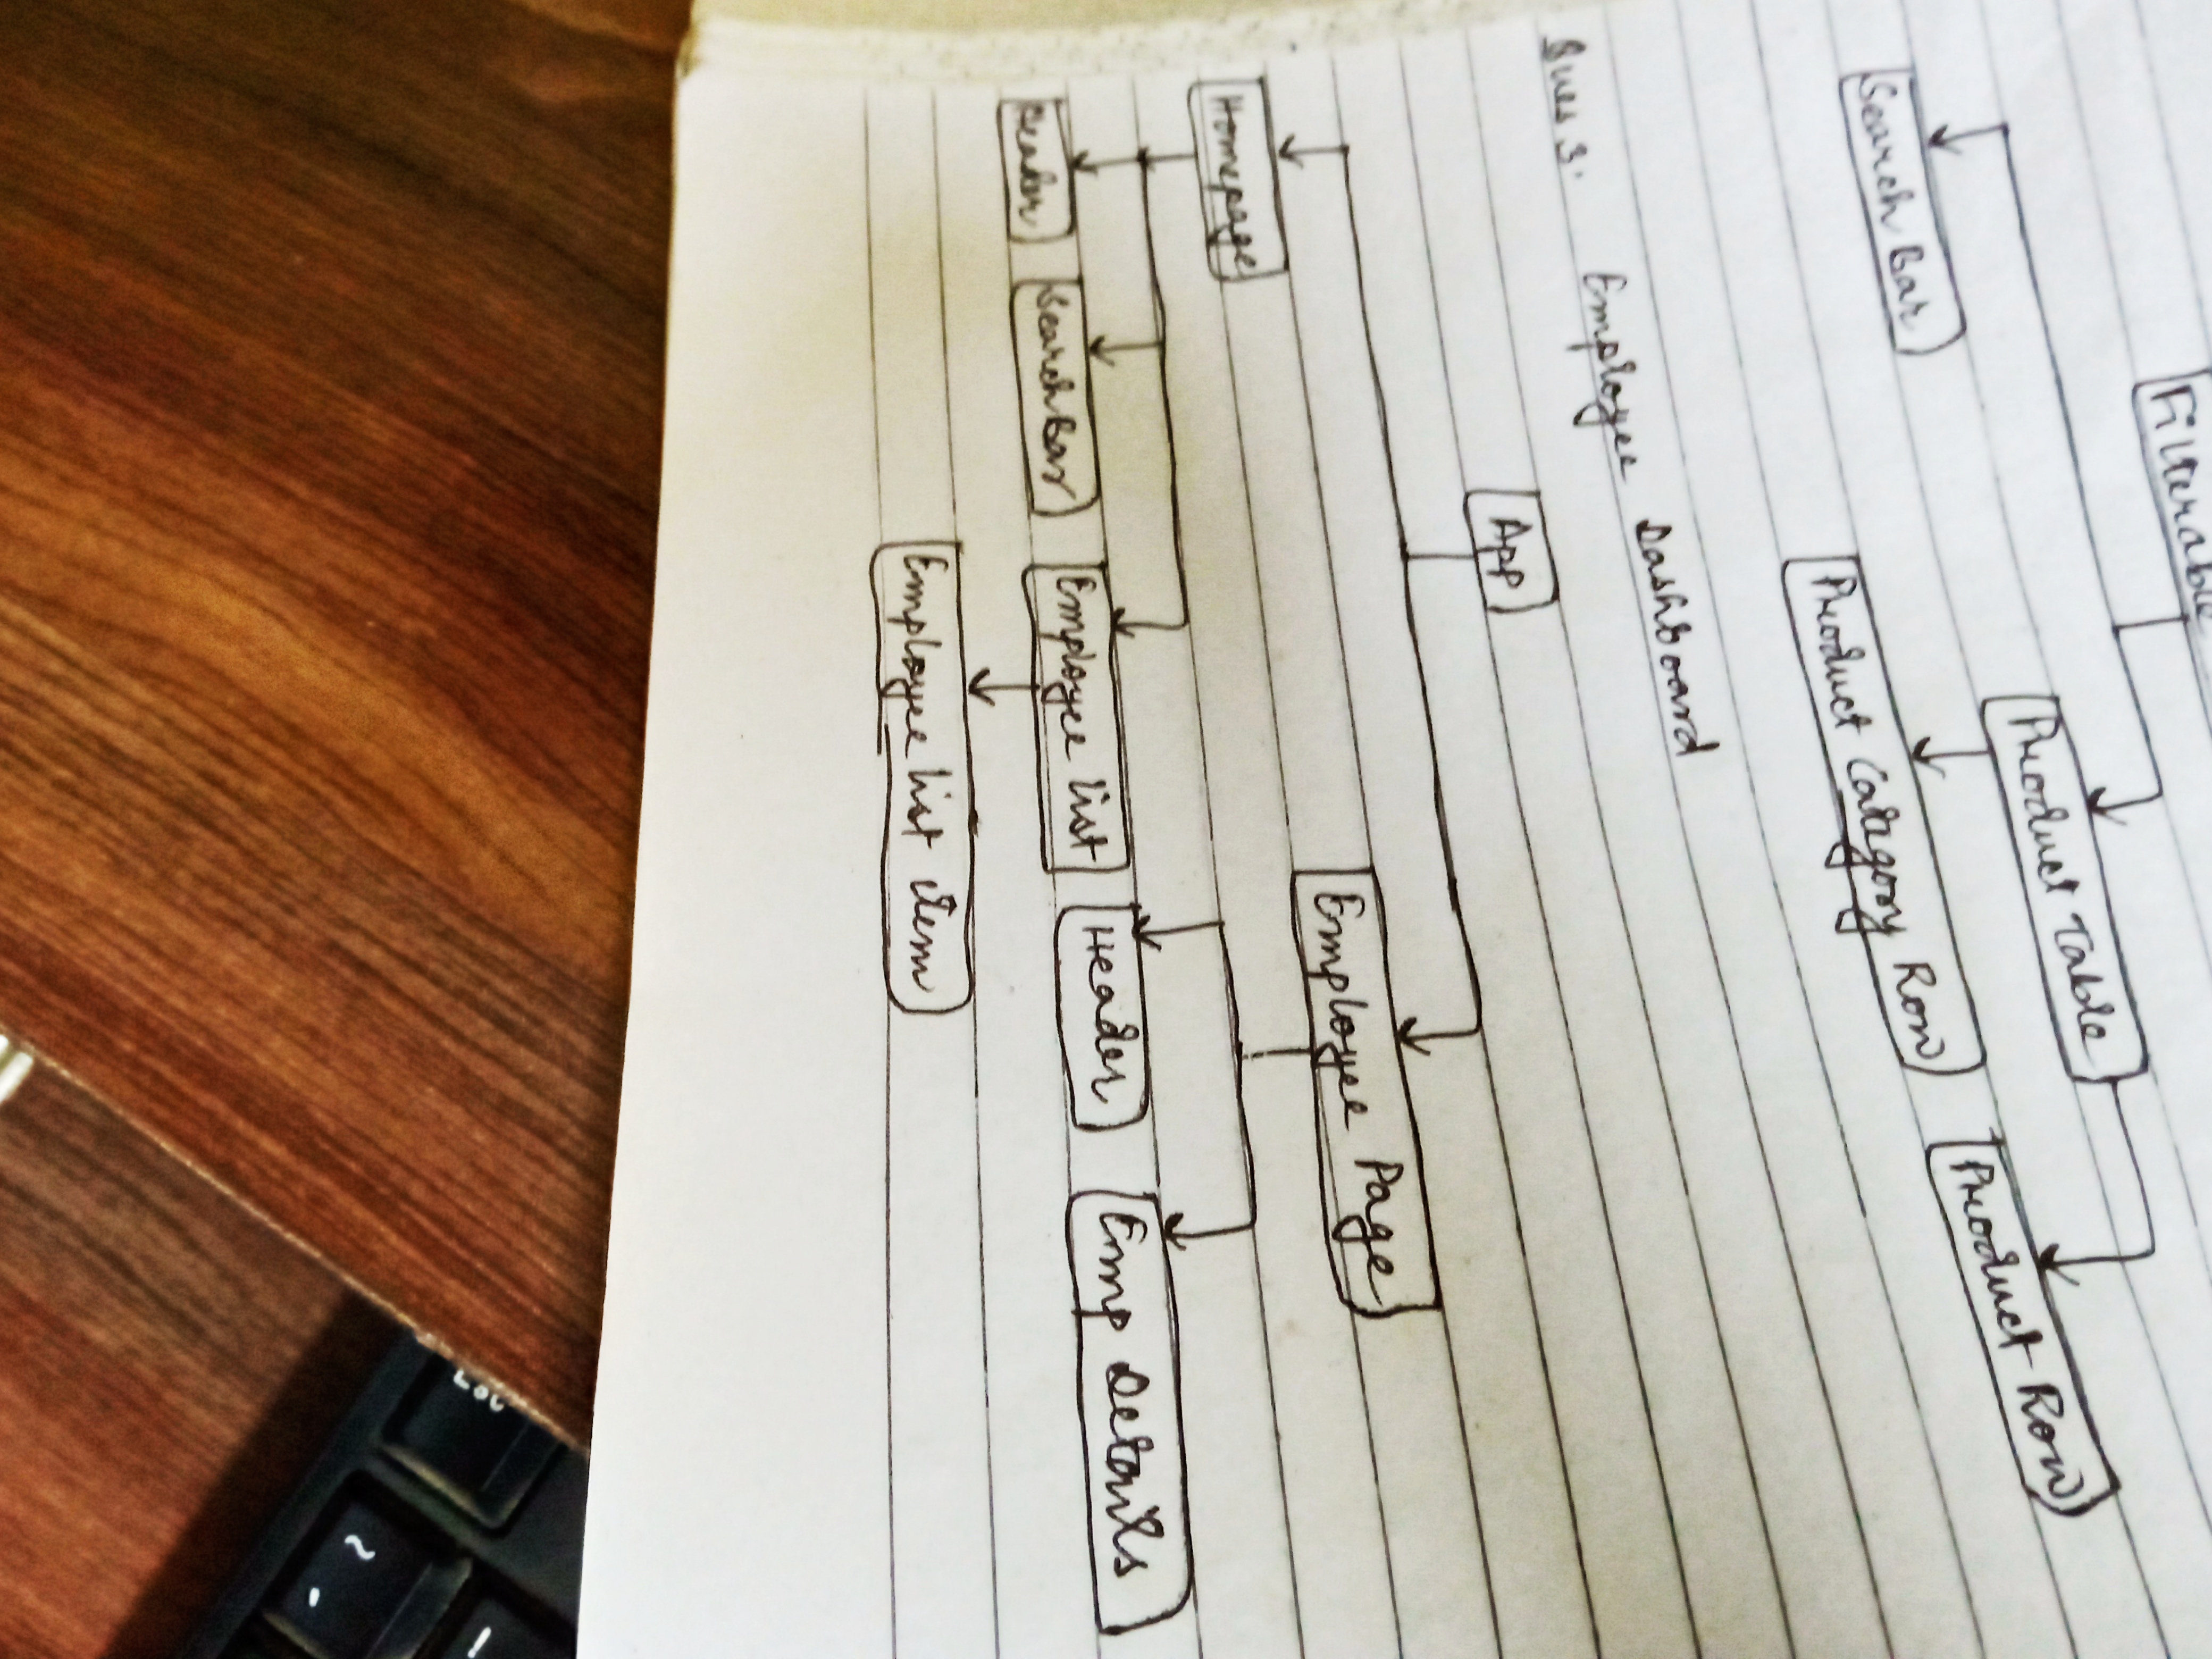 Filterable
Search Bar
Product Table
Product Category Row
Product Row
Ques 3. Employee Dashboard
App
Homepage
Employee Page
Header
Search Bar
Employee list
Header
Emp Details
Employee list item